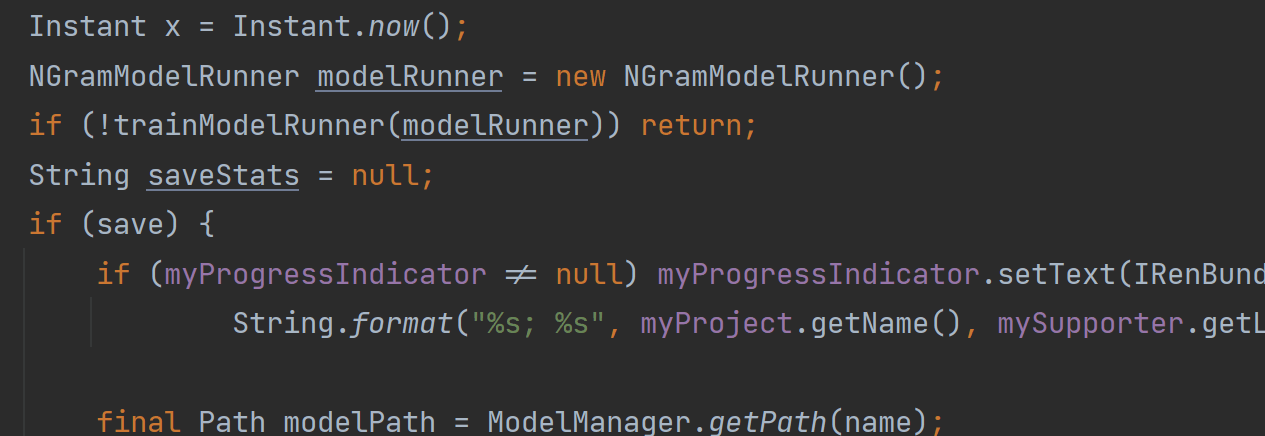 Instant x = Instant.now();
NGramModelRunner modelRunner = new NGramModelRunner();
if (!trainModelRunner(modelRunner)) return;
String saveStats = null;
if (save) {
if (myProgressIndicator ≠ null) myProgressIndicator.setText(IRenBund
String.format("%s; %s", myProject.getName(), mySupporter.getL
final Path modelPath = ModelManager.getPath(name);